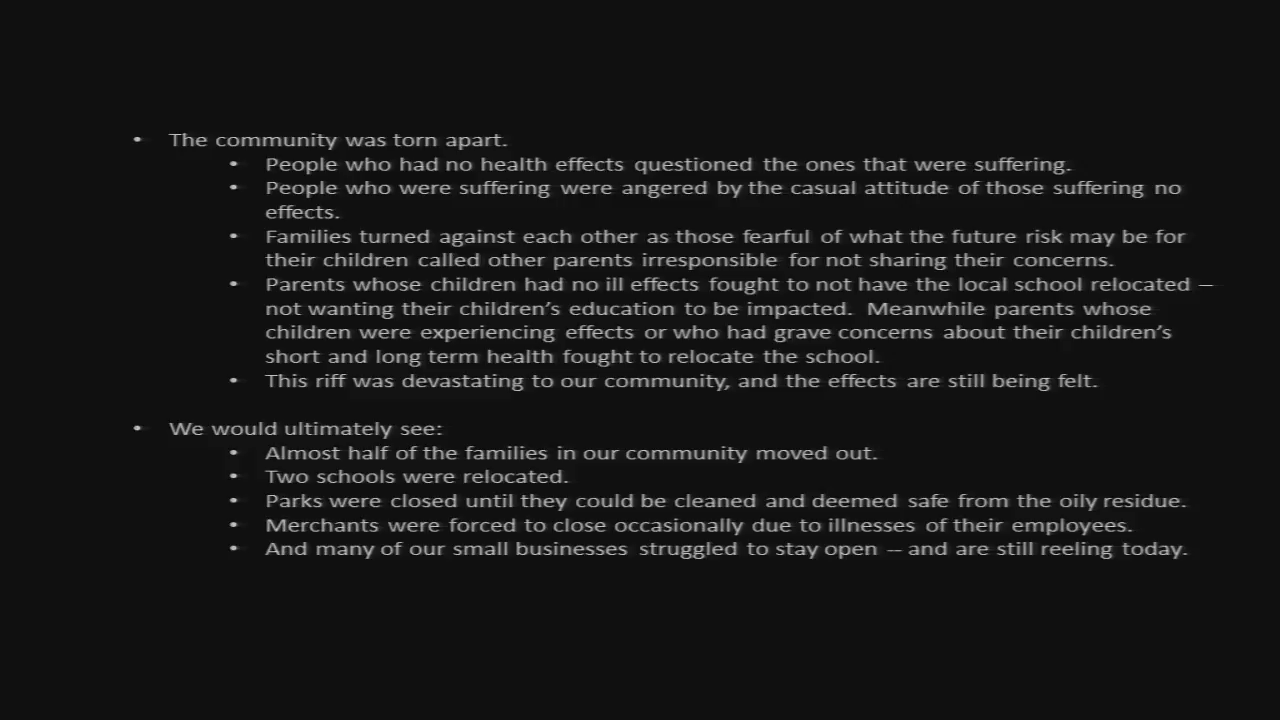 • The community was torn apart.
• People who had no health effects questioned the ones that were suffering.
• People who were suffering were angered by the casual attitude of those suffering no
effects.
• Families turned against each other as those fearful of what the future risk may be for
their children called other parents irresponsible for not sharing their concerns.
• Parents whose children had no ill effects fought to not have the local school relocated –
not wanting their children’s education to be impacted.  Meanwhile parents whose
children were experiencing effects or who had grave concerns about their children’s
short and long term health fought to relocate the school.
• This riff was devastating to our community, and the effects are still being felt.
• We would ultimately see:
• Almost half of the families in our community moved out.
• Two schools were relocated.
• Parks were closed until they could be cleaned and deemed safe from the oily residue.
• Merchants were forced to close occasionally due to illnesses of their employees.
• And many of our small businesses struggled to stay open -- and are still reeling today.